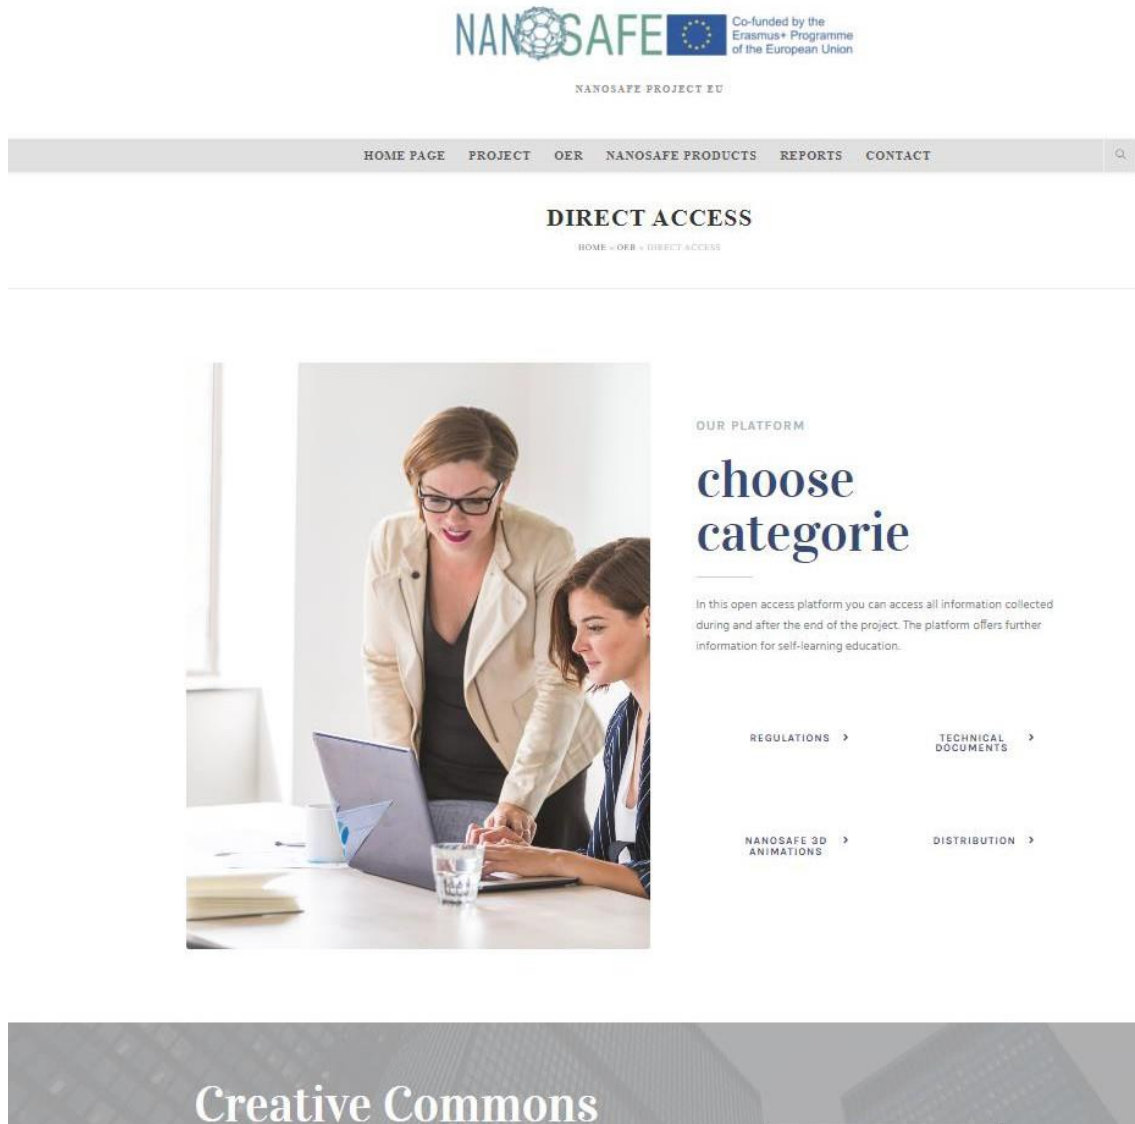 NANOSAFE
Co-funded by the
Erasmus+ Programme
of the European Union
NANOSAFE PROJECT EU
HOME PAGE PROJECT OER NANOSAFE PRODUCTS REPORTS CONTACT
DIRECT ACCESS
HOME » OER » DIRECT ACCESS
OUR PLATFORM
choose
categorie
In this open access platform you can access all information collected
during and after the end of the project. The platform offers further
information for self-learning education.
REGULATIONS >
TECHNICAL >
DOCUMENTS
NANOSAFE 3D >
ANIMATIONS
DISTRIBUTION >
Creative Commons